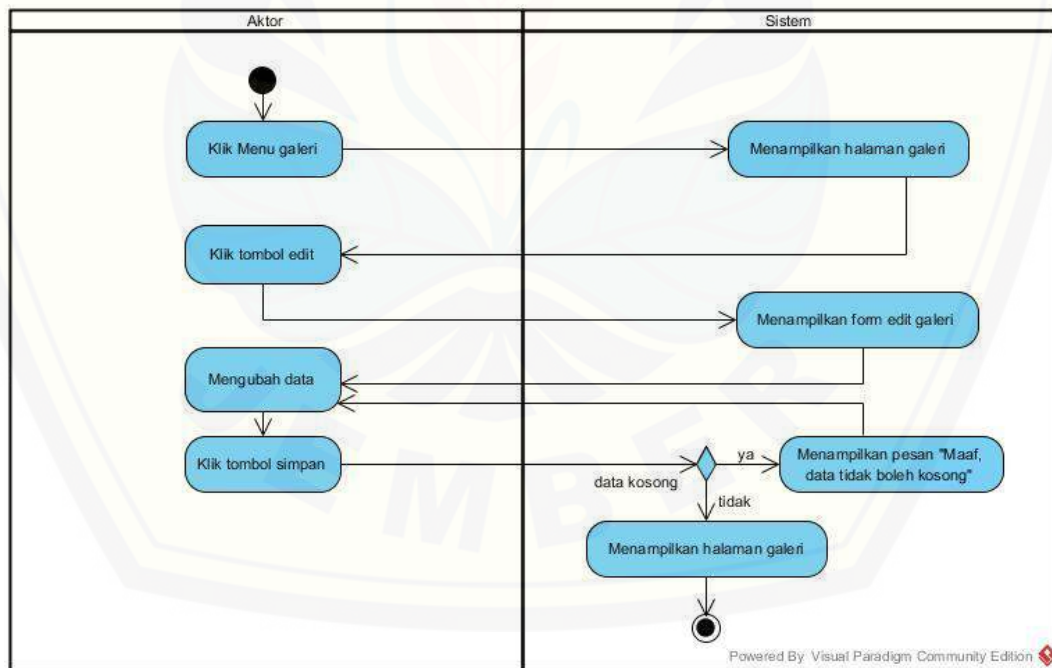 Aktor
Sistem
Klik Menu galeri
Menampilkan halaman galeri
Klik tombol edit
Menampilkan form edit galeri
Mengubah data
Klik tombol simpan
data kosong
ya
Menampilkan pesan "Maaf,
data tidak boleh kosong"
tidak
Menampilkan halaman galeri
JEMBER
Powered By Visual Paradigm Community Edition